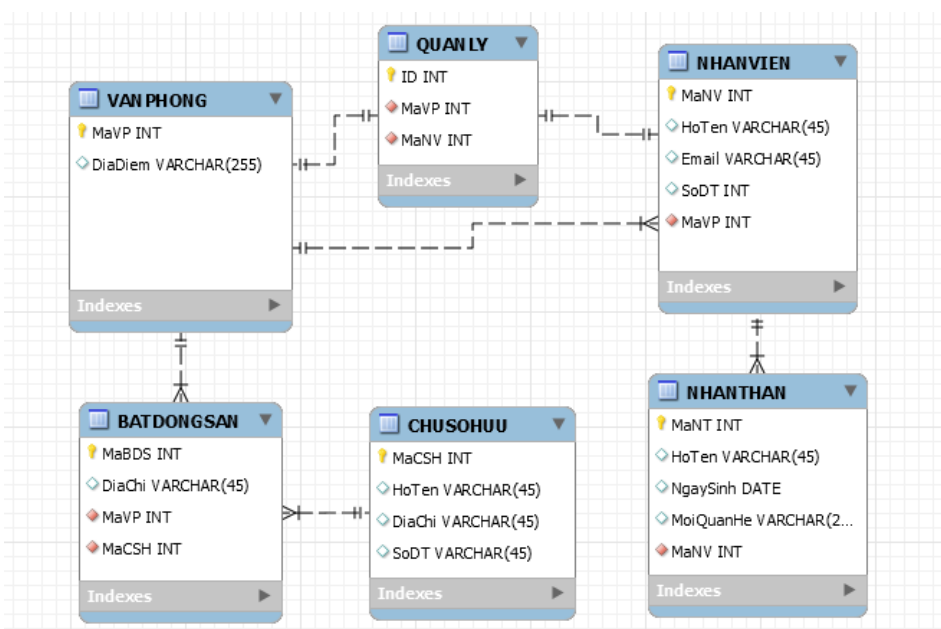 QUANLY
ID INT
MaVP INT
MaNV INT
Indexes
NHANVIEN
MaNV INT
HoTen VARCHAR(45)
Email VARCHAR(45)
SoDT INT
MaVP INT
Indexes
VANPHONG
MaVP INT
DiaDiem VARCHAR(255)
Indexes
BATDONGSAN
MaBDS INT
DiaChi VARCHAR(45)
MaVP INT
MaCSH INT
Indexes
CHUSOHUU
MaCSH INT
HoTen VARCHAR(45)
DiaChi VARCHAR(45)
SoDT VARCHAR(45)
Indexes
NHANTHAN
MaNT INT
HoTen VARCHAR(45)
NgaySinh DATE
MoiQuanHe VARCHAR(2...
MaNV INT
Indexes